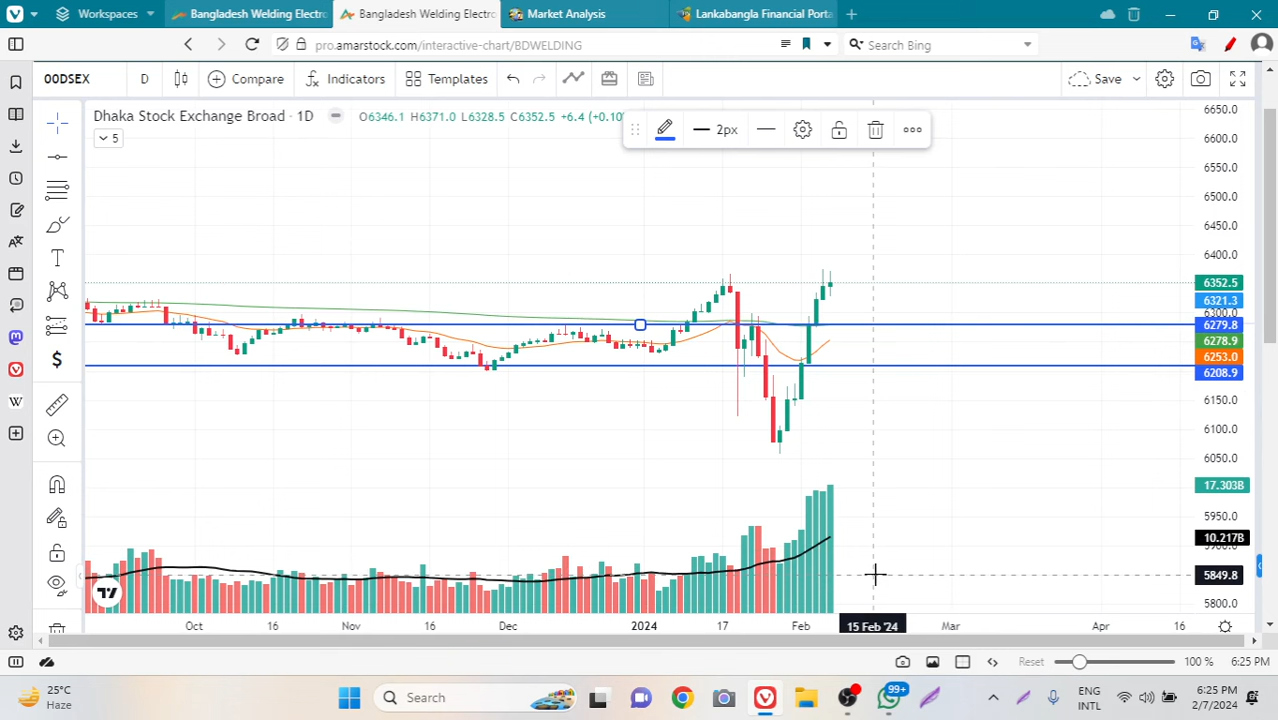 Workspaces
Bangladesh Welding Electro
Bangladesh Welding Electro
Market Analysis
Lankabangla Financial Porta
pro.amarstock.com/interactive-chart/BDWELDING
Search Bing
00DSEX
D
Compare
Indicators
Templates
Save
Dhaka Stock Exchange Broad · 1D
O6346.1 H6371.0 L6328.5 C6352.5 +6.4 (+0.10
5
2px
T
$
W
6650.0
6600.0
6550.0
6500.0
6450.0
6400.0
6352.5
6321.3
6300.0
6279.8
6278.9
6253.0
6208.9
6150.0
6100.0
6050.0
17.303B
5950.0
10.217B
5849.8
5800.0
Oct
16
Nov
16
Dec
2024
17
Feb
15 Feb '24
Mar
Apr
16
Reset
100 %
6:25 PM
25°C
Haze
Search
99+
ENG
INTL
6:25 PM
2/7/2024